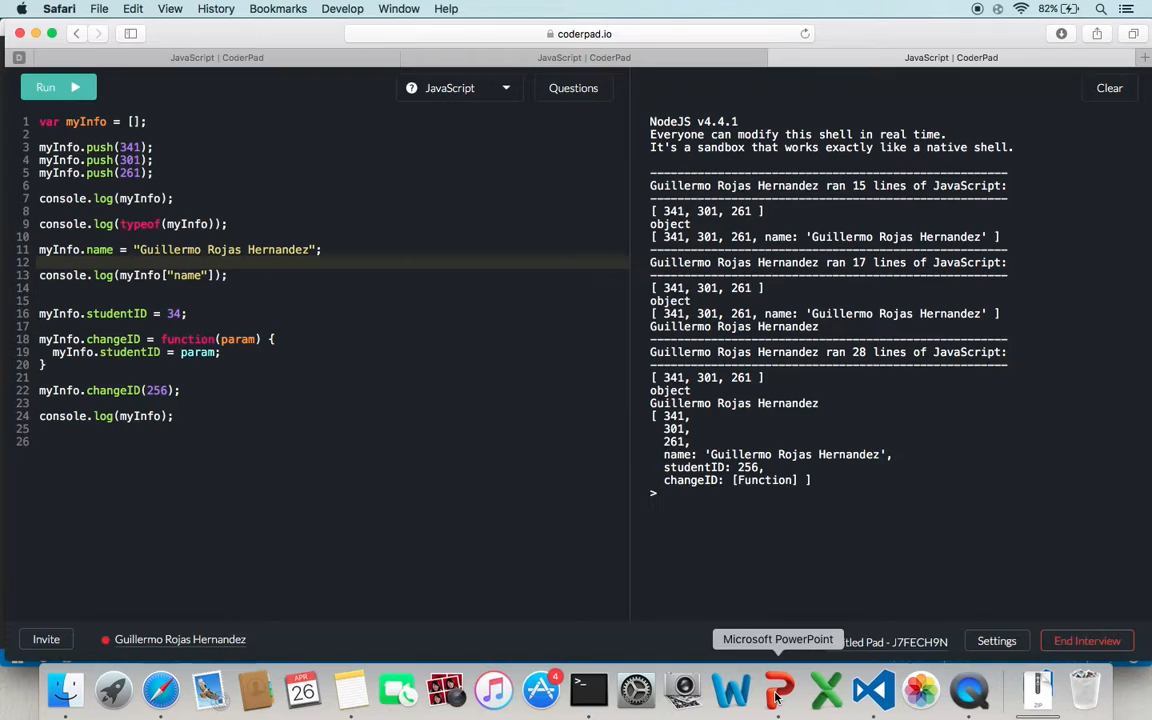 Safari File Edit View History Bookmarks Develop Window Help 82%
coderpad.io
D JavaScript | CoderPad JavaScript | CoderPad JavaScript | CoderPad
Run ? JavaScript Questions Clear
1 var myInfo = [];
2
3 myInfo.push(341);
4 myInfo.push(301);
5 myInfo.push(261);
6
7 console.log(myInfo);
8
9 console.log(typeof(myInfo));
10
11 myInfo.name = "Guillermo Rojas Hernandez";
12
13 console.log(myInfo["name"]);
14
15
16 myInfo.studentID = 34;
17
18 myInfo.changeID = function(param) {
19 myInfo.studentID = param;
20 }
21
22 myInfo.changeID(256);
23
24 console.log(myInfo);
25
26
NodeJS v4.4.1
Everyone can modify this shell in real time.
It's a sandbox that works exactly like a native shell.
Guillermo Rojas Hernandez ran 15 lines of JavaScript:
[ 341, 301, 261 ]
object
[ 341, 301, 261, name: 'Guillermo Rojas Hernandez' ]
Guillermo Rojas Hernandez ran 17 lines of JavaScript:
[ 341, 301, 261 ]
object
[ 341, 301, 261, name: 'Guillermo Rojas Hernandez' ]
Guillermo Rojas Hernandez
Guillermo Rojas Hernandez ran 28 lines of JavaScript:
[ 341, 301, 261 ]
object
Guillermo Rojas Hernandez
[ 341,
301,
261,
name: 'Guillermo Rojas Hernandez',
studentID: 256,
changeID: [Function] ]
>
Invite Guillermo Rojas Hernandez Microsoft PowerPoint titled Pad - J7FECH9N Settings End Interview
APR
26
4
ZIP